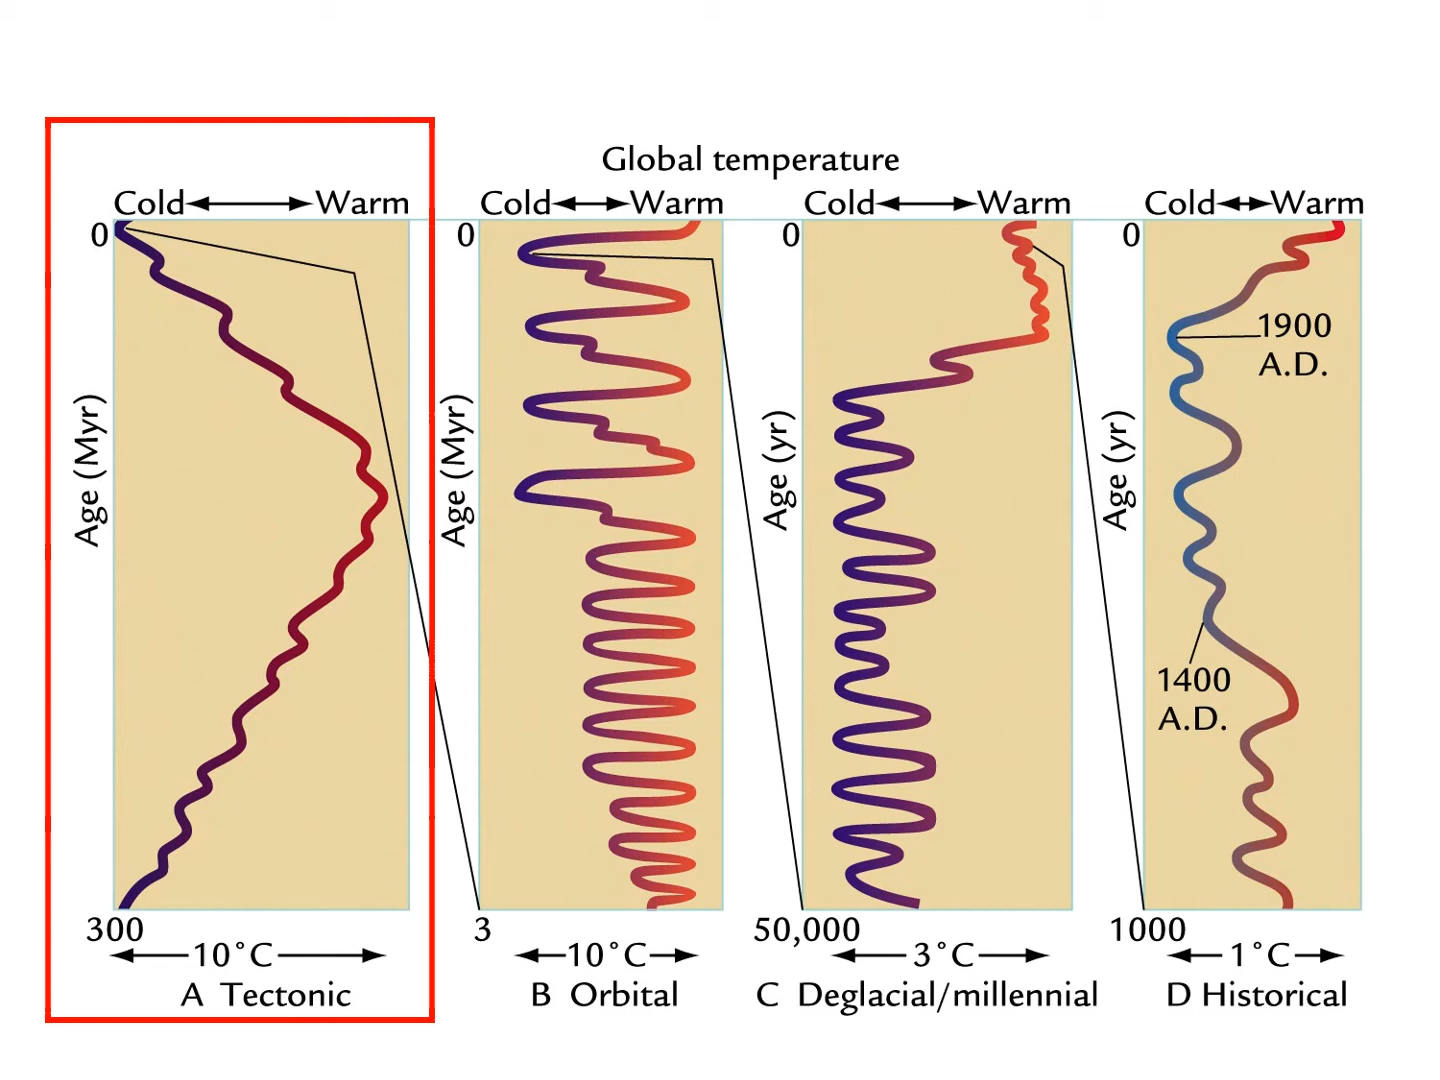 Global temperature
Cold Warm
Cold Warm
Cold Warm
Cold Warm
0
Age (Myr)
300
10°C
A Tectonic
0
Age (Myr)
3
10°C
B Orbital
0
Age (yr)
50,000
3°C
C Deglacial/millennial
0
Age (yr)
1900
A.D.
1400
A.D.
1000
1°C
D Historical